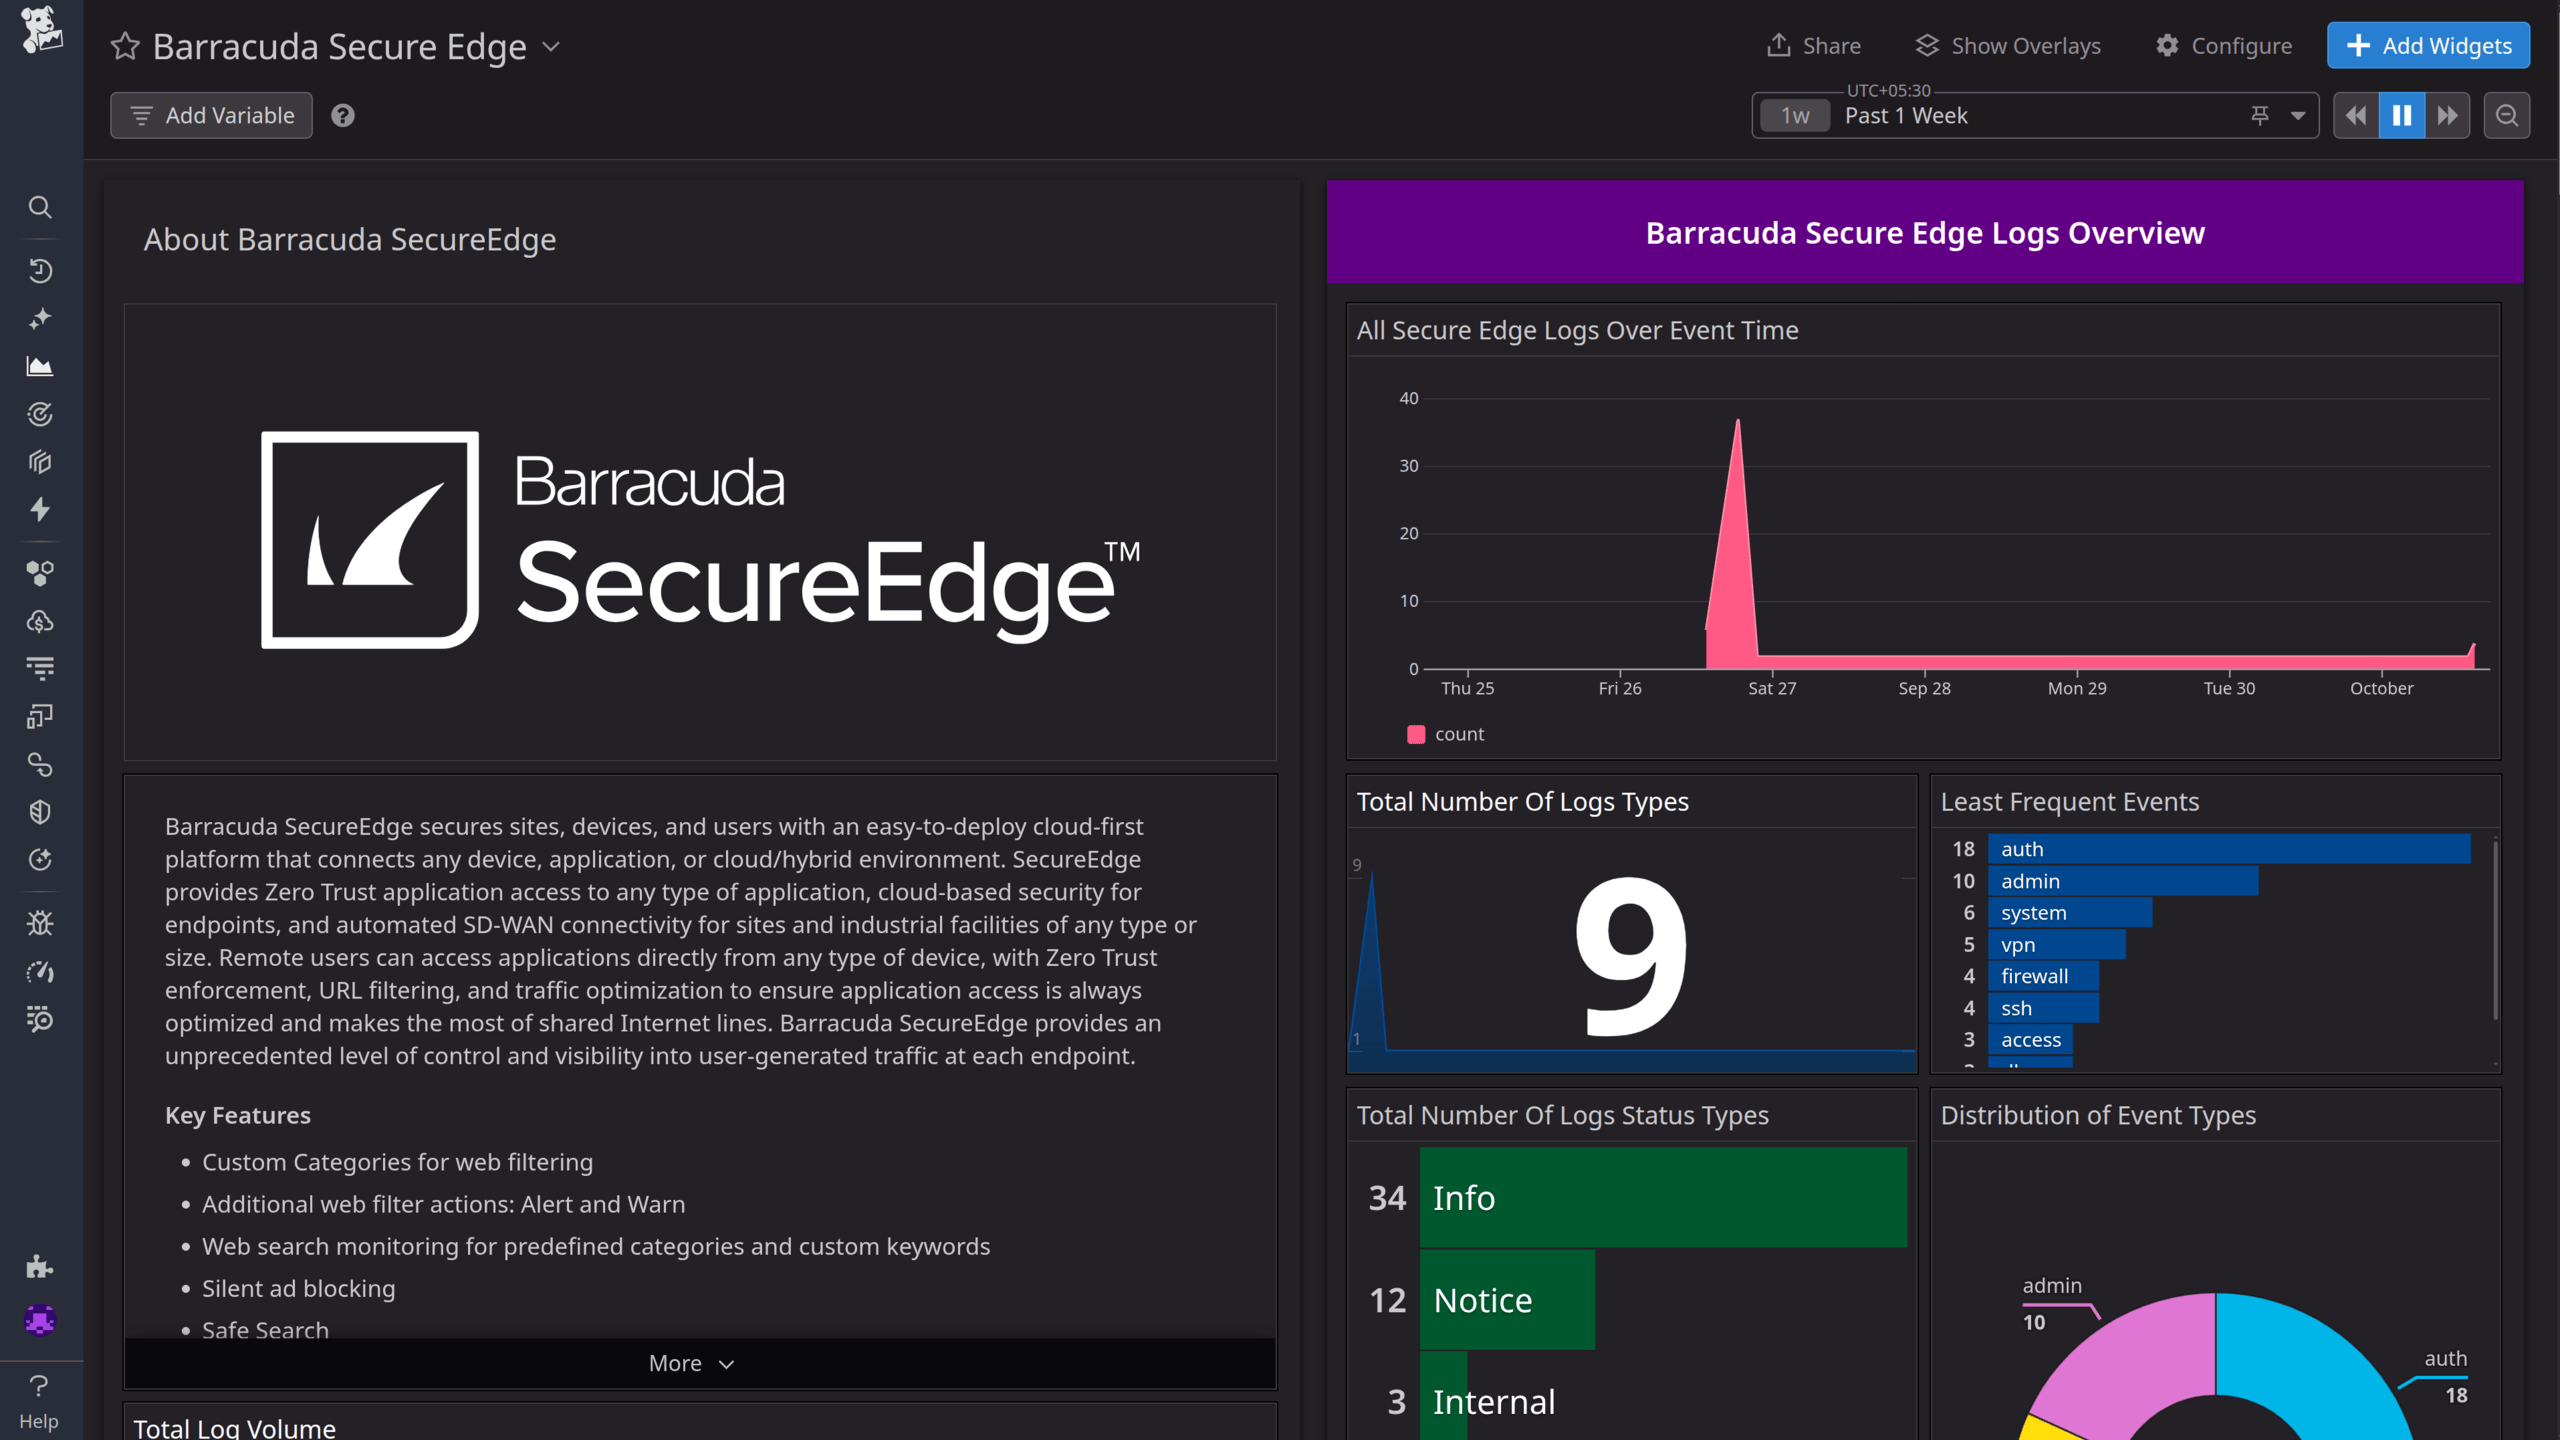 Barracuda Secure Edge
Share
Show Overlays
Configure
Add Widgets
Add Variable
UTC+05:30
1w
Past 1 Week
About Barracuda SecureEdge
Barracuda
SecureEdge™
Barracuda SecureEdge secures sites, devices, and users with an easy-to-deploy cloud-first
platform that connects any device, application, or cloud/hybrid environment. SecureEdge
provides Zero Trust application access to any type of application, cloud-based security for
endpoints, and automated SD-WAN connectivity for sites and industrial facilities of any type or
size. Remote users can access applications directly from any type of device, with Zero Trust
enforcement, URL filtering, and traffic optimization to ensure application access is always
optimized and makes the most of shared Internet lines. Barracuda SecureEdge provides an
unprecedented level of control and visibility into user-generated traffic at each endpoint.
Key Features
• Custom Categories for web filtering
• Additional web filter actions: Alert and Warn
• Web search monitoring for predefined categories and custom keywords
• Silent ad blocking
• Safe Search
More
Total Log Volume
Barracuda Secure Edge Logs Overview
All Secure Edge Logs Over Event Time
40
30
20
10
0
Thu 25 Fri 26 Sat 27 Sep 28 Mon 29 Tue 30 October
count
Total Number Of Logs Types
9
1
9
Least Frequent Events
18 auth
10 admin
6 system
5 vpn
4 firewall
4 ssh
3 access
Total Number Of Logs Status Types
34 Info
12 Notice
3 Internal
Distribution of Event Types
admin
10
auth
18
Help